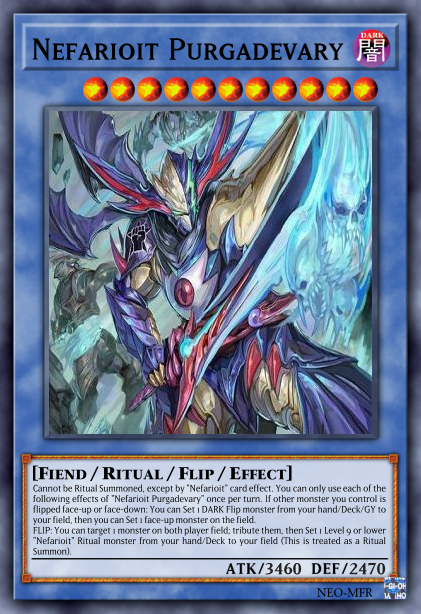 NEFARIOIT PURGADEVARY
DARK
闇
[FIEND / RITUAL / FLIP / EFFECT]
Cannot be Ritual Summoned, except by "Nefarioit" card effect. You can only use each of the
following effects of "Nefarioit Purgadevary" once per turn. If other monster you control is
flipped face-up or face-down: You can Set 1 DARK Flip monster from your hand/Deck/GY to
your field, then you can Set 1 face-up monster on the field.
FLIP: You can target 1 monster on both player field; tribute them, then Set 1 Level 9 or lower
"Nefarioit" Ritual monster from your hand/Deck to your field (This is treated as a Ritual
Summon).
ATK/3460 DEF/2470
NEO-MFR